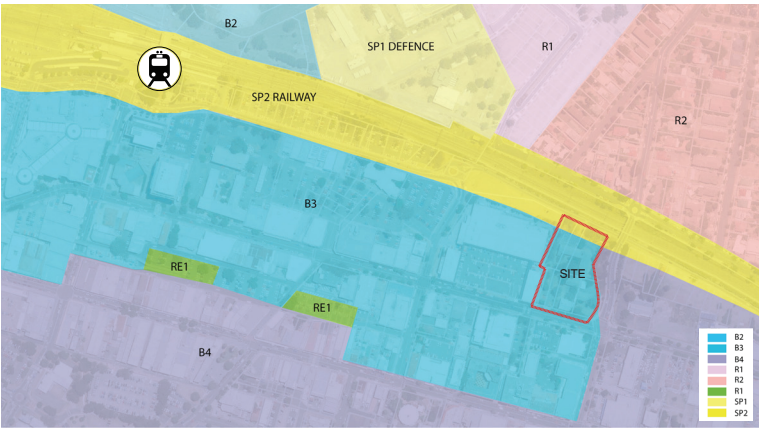 B2
SP1 DEFENCE
R1
SP2 RAILWAY
R2
B3
RE1
SITE
RE1
B4
B2
B3
B4
R1
R2
R1
SP1
SP2